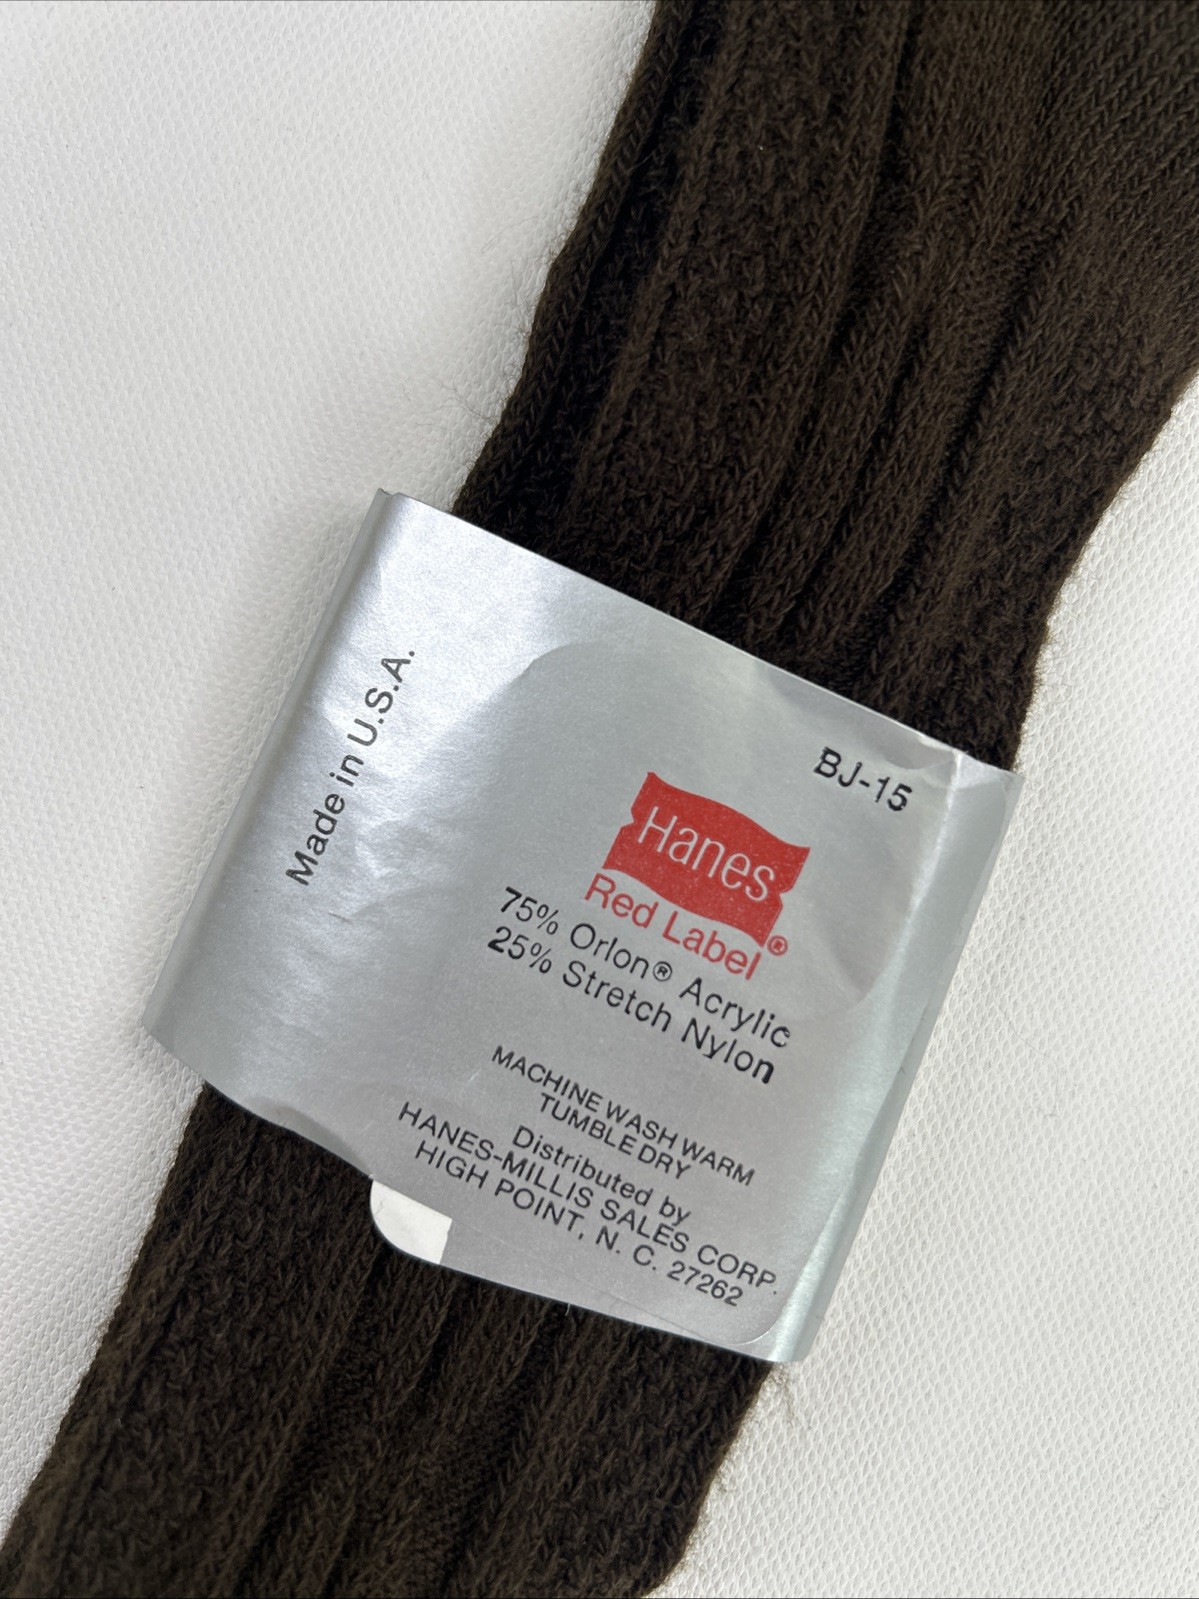 Made in U.S.A.
BJ-15
Hanes
Red Label®
75% Orlon® Acrylic
25% Stretch Nylon
MACHINE WASH WARM
TUMBLE DRY
Distributed by
HANES-MILLIS SALES CORP.
HIGH POINT, N. C. 27262